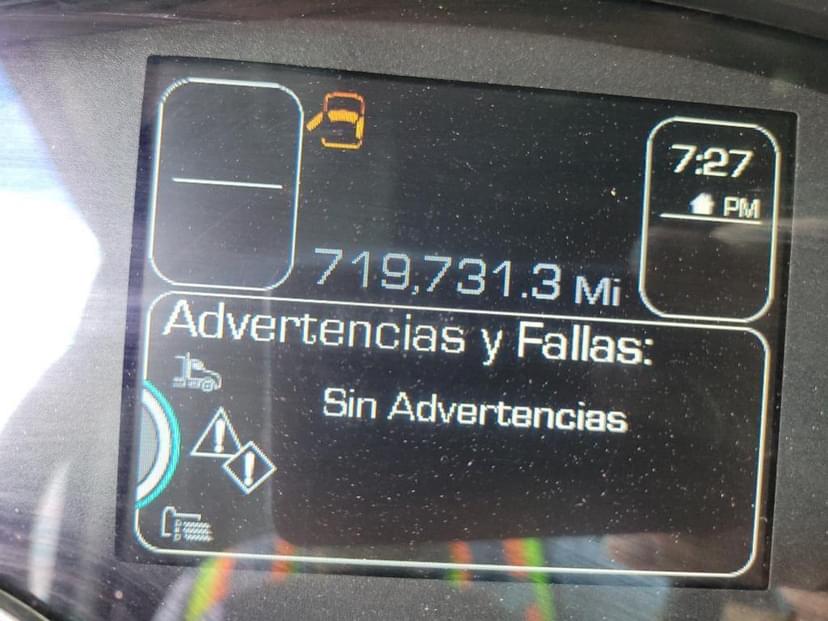 7:27
PM
719,731.3 Mi
Advertencias y Fallas:
Sin Advertencias